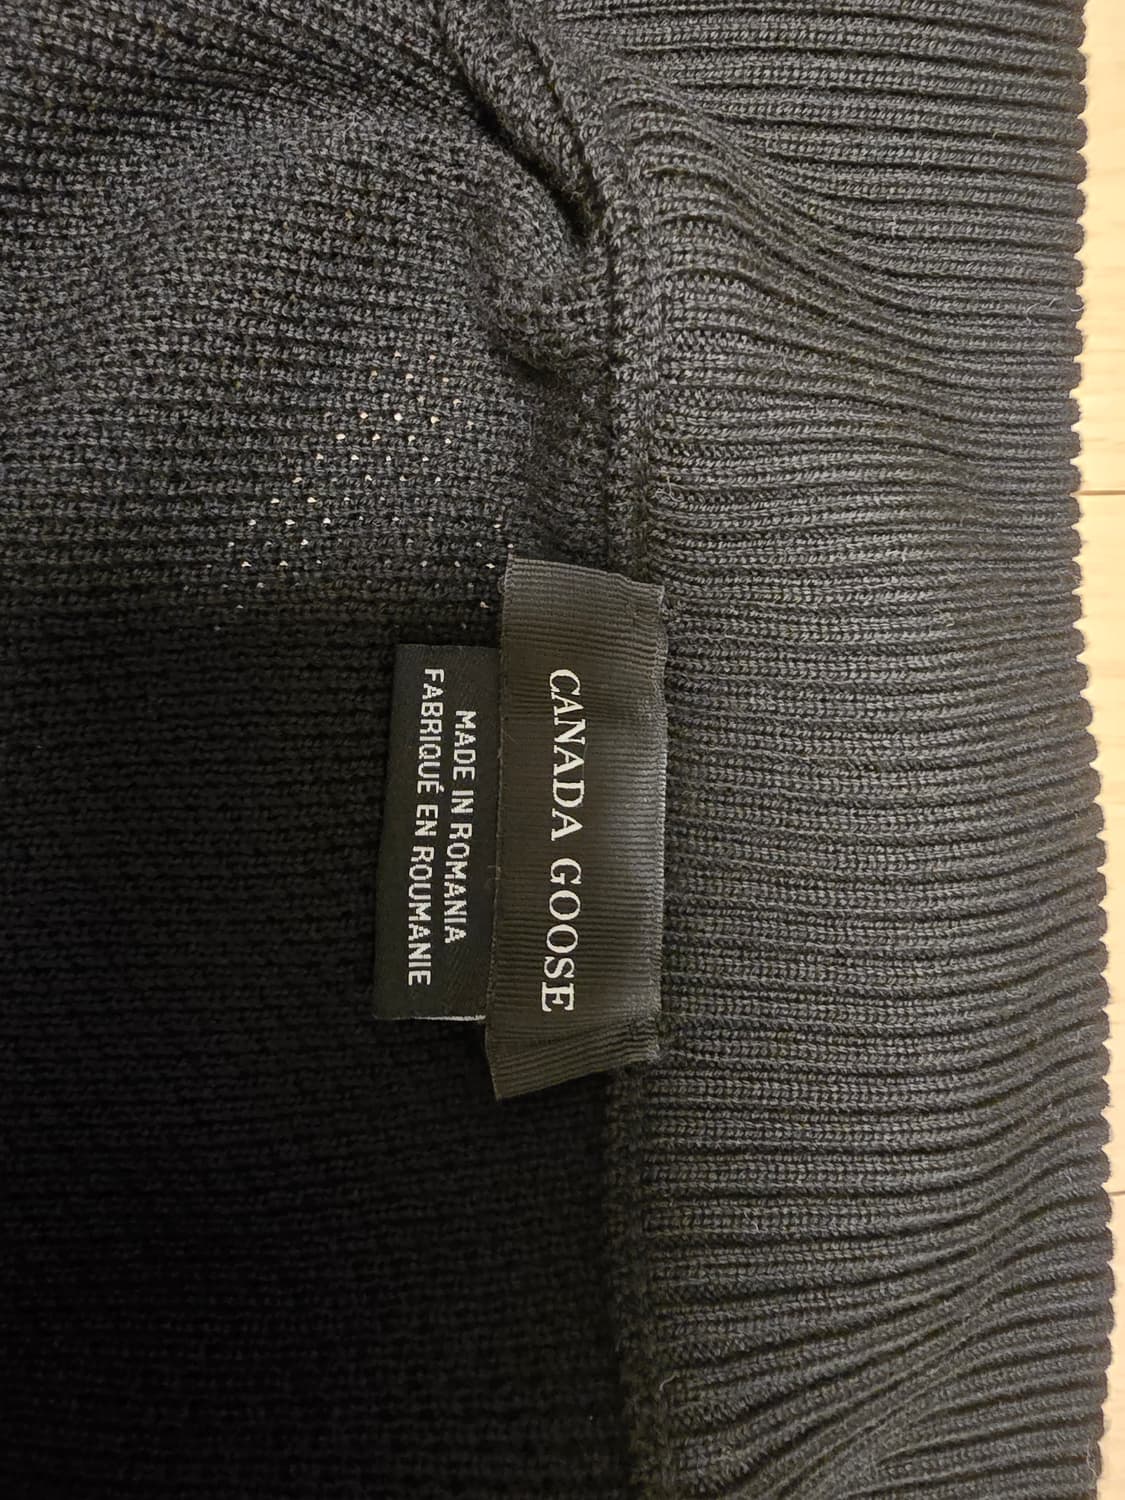 CANADA GOOSE
MADE IN ROMANIA
FABRIQUÉ EN ROUMANIE